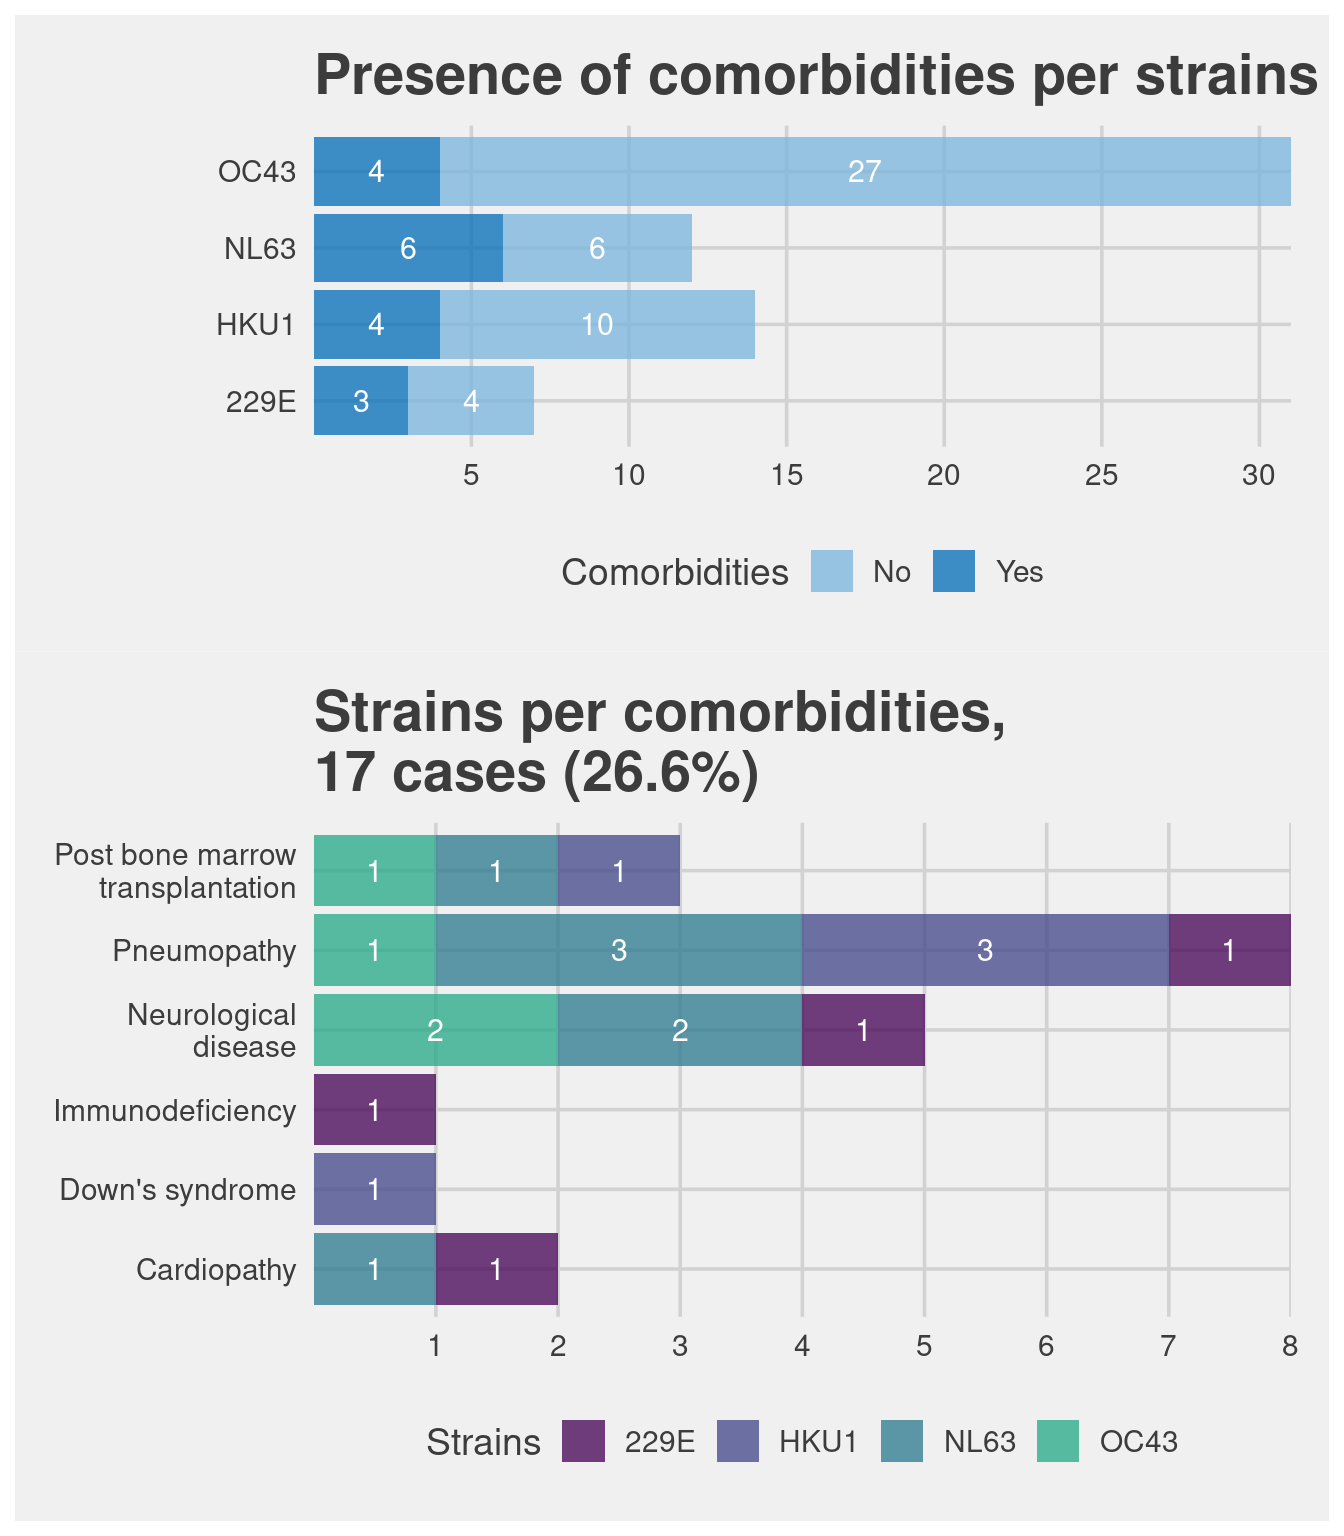 Presence of comorbidities per strains
OC43
4
27
NL63
6
6
HKU1
4
10
229E
3
4
5
10
15
20
25
30
Comorbidities
No
Yes
Strains per comorbidities,
17 cases (26.6%)
Post bone marrow
transplantation
1
1
1
Pneumopathy
1
3
3
1
Neurological
disease
2
2
1
Immunodeficiency
1
Down's syndrome
1
Cardiopathy
1
1
1
2
3
4
5
6
7
8
Strains
229E
HKU1
NL63
OC43